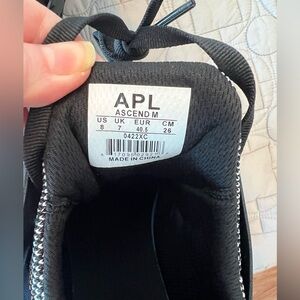 APL
ASCEND M
US UK EUR CM
8 7 40.5 26
0422XC
MADE IN CHINA